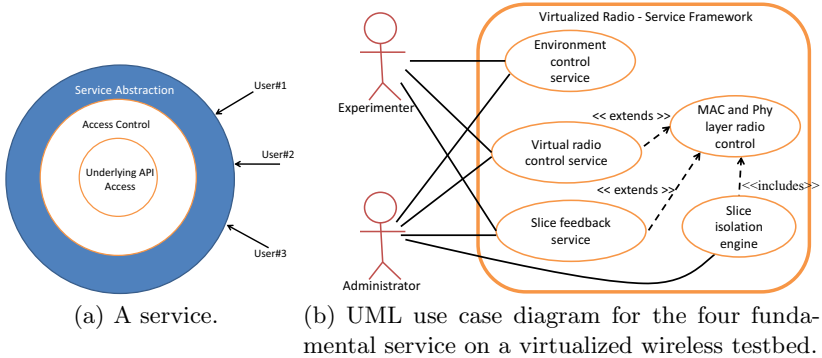 Service Abstraction
Access Control
Underlying API
Access
User#1
User#2
User#3
(a) A service.
Virtualized Radio - Service Framework
Experimenter
Administrator
Environment
control
service
Virtual radio
control service
Slice feedback
service
<< extends >>
<< extends >>
MAC and Phy
layer radio
control
<<includes>>
Slice
isolation
engine
(b) UML use case diagram for the four funda-
mental service on a virtualized wireless testbed.